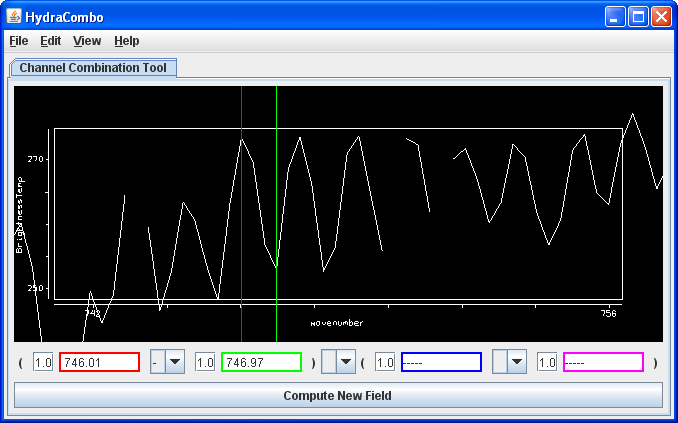 HydraCombo
File Edit View Help
Channel Combination Tool
270
BrightnessTemp
250
742
756
Wavenumber
( 1.0 746.01 - 1.0 746.97 ) ( 1.0 ----- 1.0 ----- )
Compute New Field